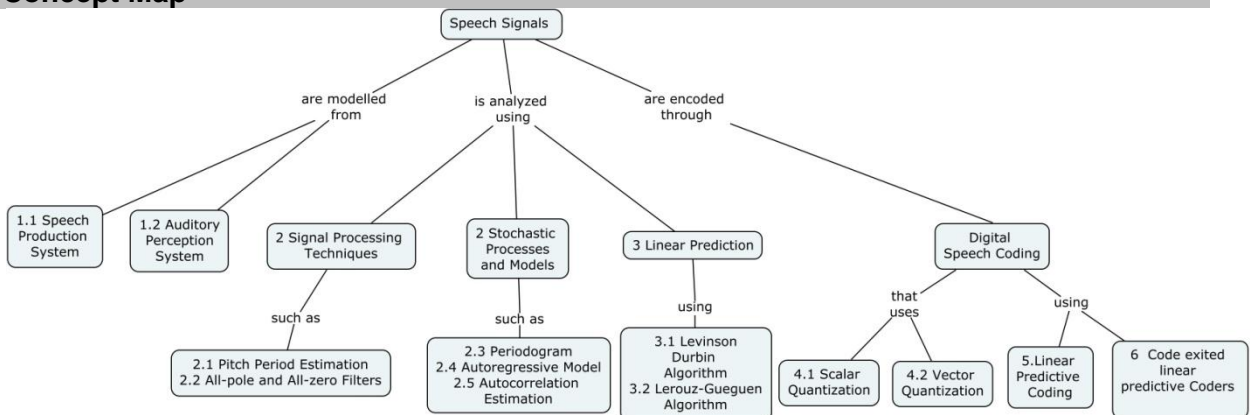 Concept Map
Speech Signals
are modelled
from
is analyzed
using
are encoded
through
1.1 Speech
Production
System
1.2 Auditory
Perception
System
2 Signal Processing
Techniques
2 Stochastic
Processes
and Models
3 Linear Prediction
Digital
Speech Coding
such as
such as
using
that
uses
using
2.1 Pitch Period Estimation
2.2 All-pole and All-zero Filters
2.3 Periodogram
2.4 Autoregressive Model
2.5 Autocorrelation
Estimation
3.1 Levinson
Durbin
Algorithm
3.2 Lerouz-Gueguen
Algorithm
4.1 Scalar
Quantization
4.2 Vector
Quantization
5.Linear
Predictive
Coding
6 Code exited
linear
predictive Coders